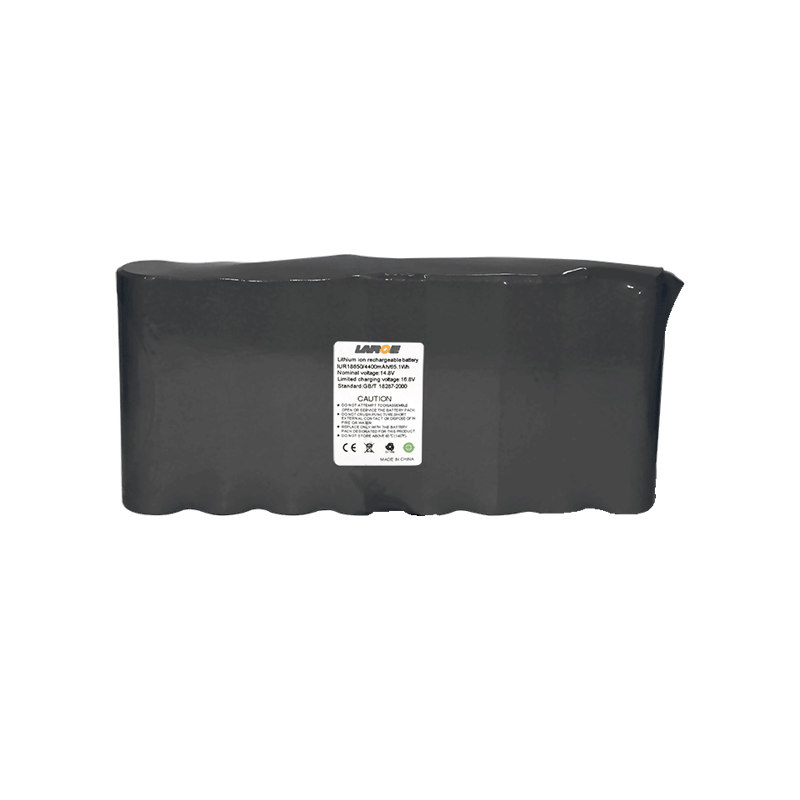 LARGE
Lithium ion rechargeable battery
IUR18650/4400mAh/65.1Wh
Nominal voltage:14.8V
Limited charging voltage:16.8V
Standard:GB/T 18287-2000
CAUTION
DO NOT ATTEMPT TO DISASSEMBLE
OPEN OR SERVICE THE BATTERY PACK.
DO NOT CRUSH PUNCTURE SHORT
EXTERNAL CONTACT OR DISPOSE OF IN
FIRE OR WATER.
REPLACE ONLY WITH THE BATTERY
PACK DESIGNATED FOR THIS PRODUCT
DO NOT STORE ABOVE 60℃(140℉).
CE
MADE IN CHINA